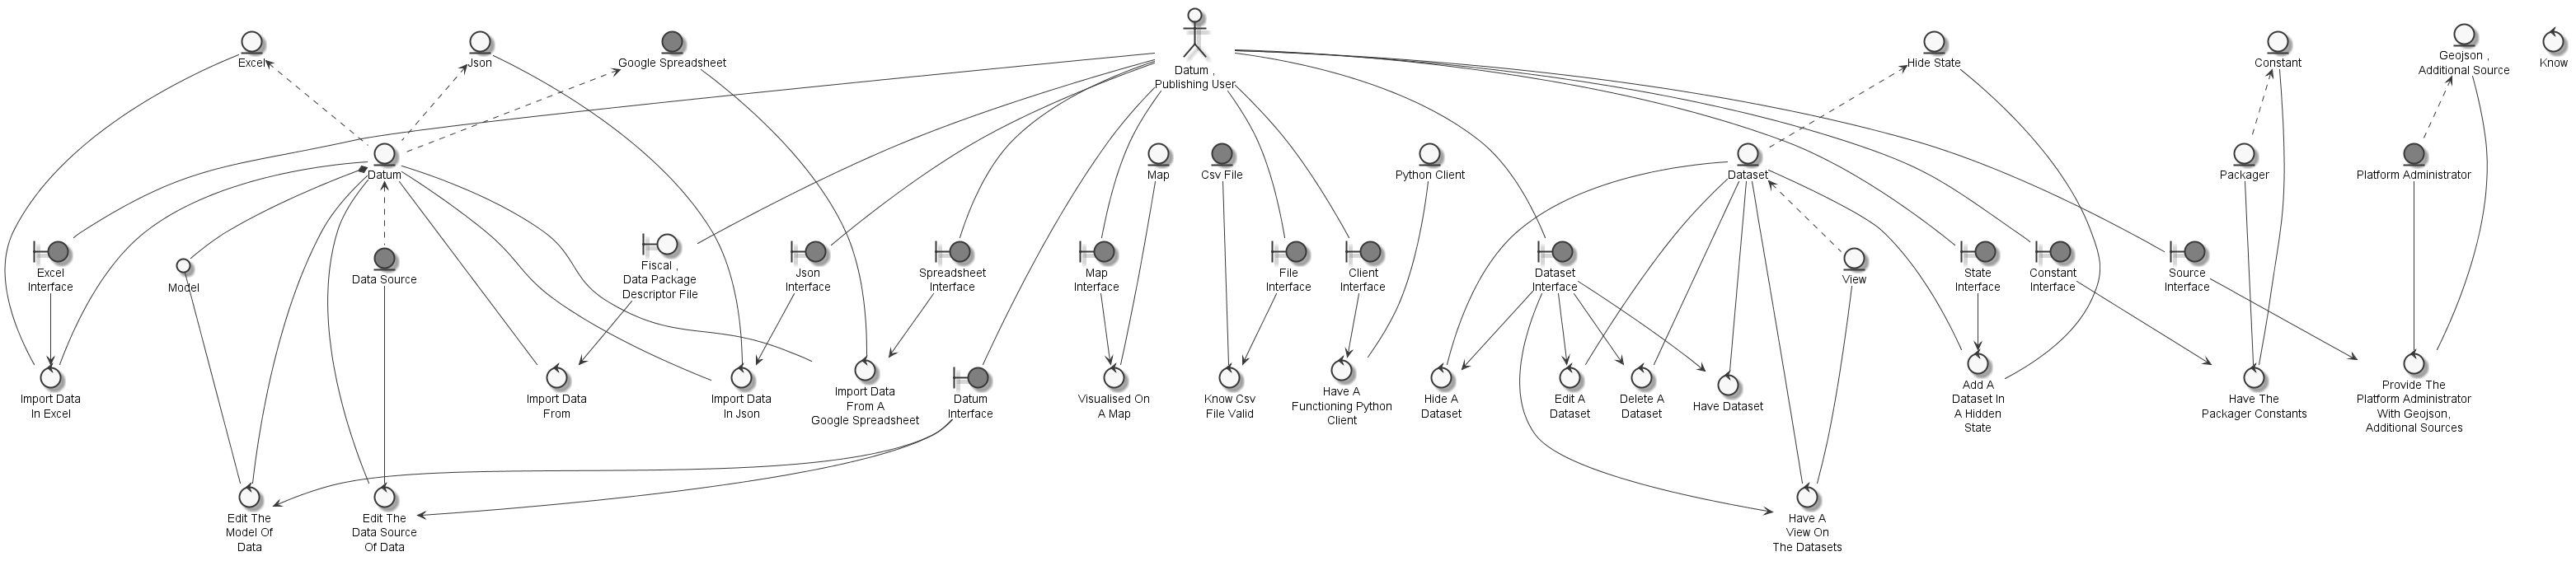 Excel
Json
Google Spreadsheet
Datum ,
Publishing User
Hide State
Constant
Geojson ,
Additional Source
Know
Datum
Map
Csv File
Python Client
Dataset
Packager
Platform Administrator
Excel
Interface
Model
Data Source
Fiscal ,
Data Package
Descriptor File
Json
Interface
Spreadsheet
Interface
Map
Interface
File
Interface
Client
Interface
Dataset
Interface
View
State
Interface
Constant
Interface
Source
Interface
Import Data
In Excel
Import Data
From
Import Data
In Json
Import Data
From A
Google Spreadsheet
Datum
Interface
Visualised On
A Map
Know Csv
File Valid
Have A
Functioning Python
Client
Hide A
Dataset
Edit A
Dataset
Delete A
Dataset
Have Dataset
Add A
Dataset In
A Hidden
State
Have The
Packager Constants
Provide The
Platform Administrator
With Geojson,
Additional Sources
Edit The
Model Of
Data
Edit The
Data Source
Of Data
Have A
View On
The Datasets